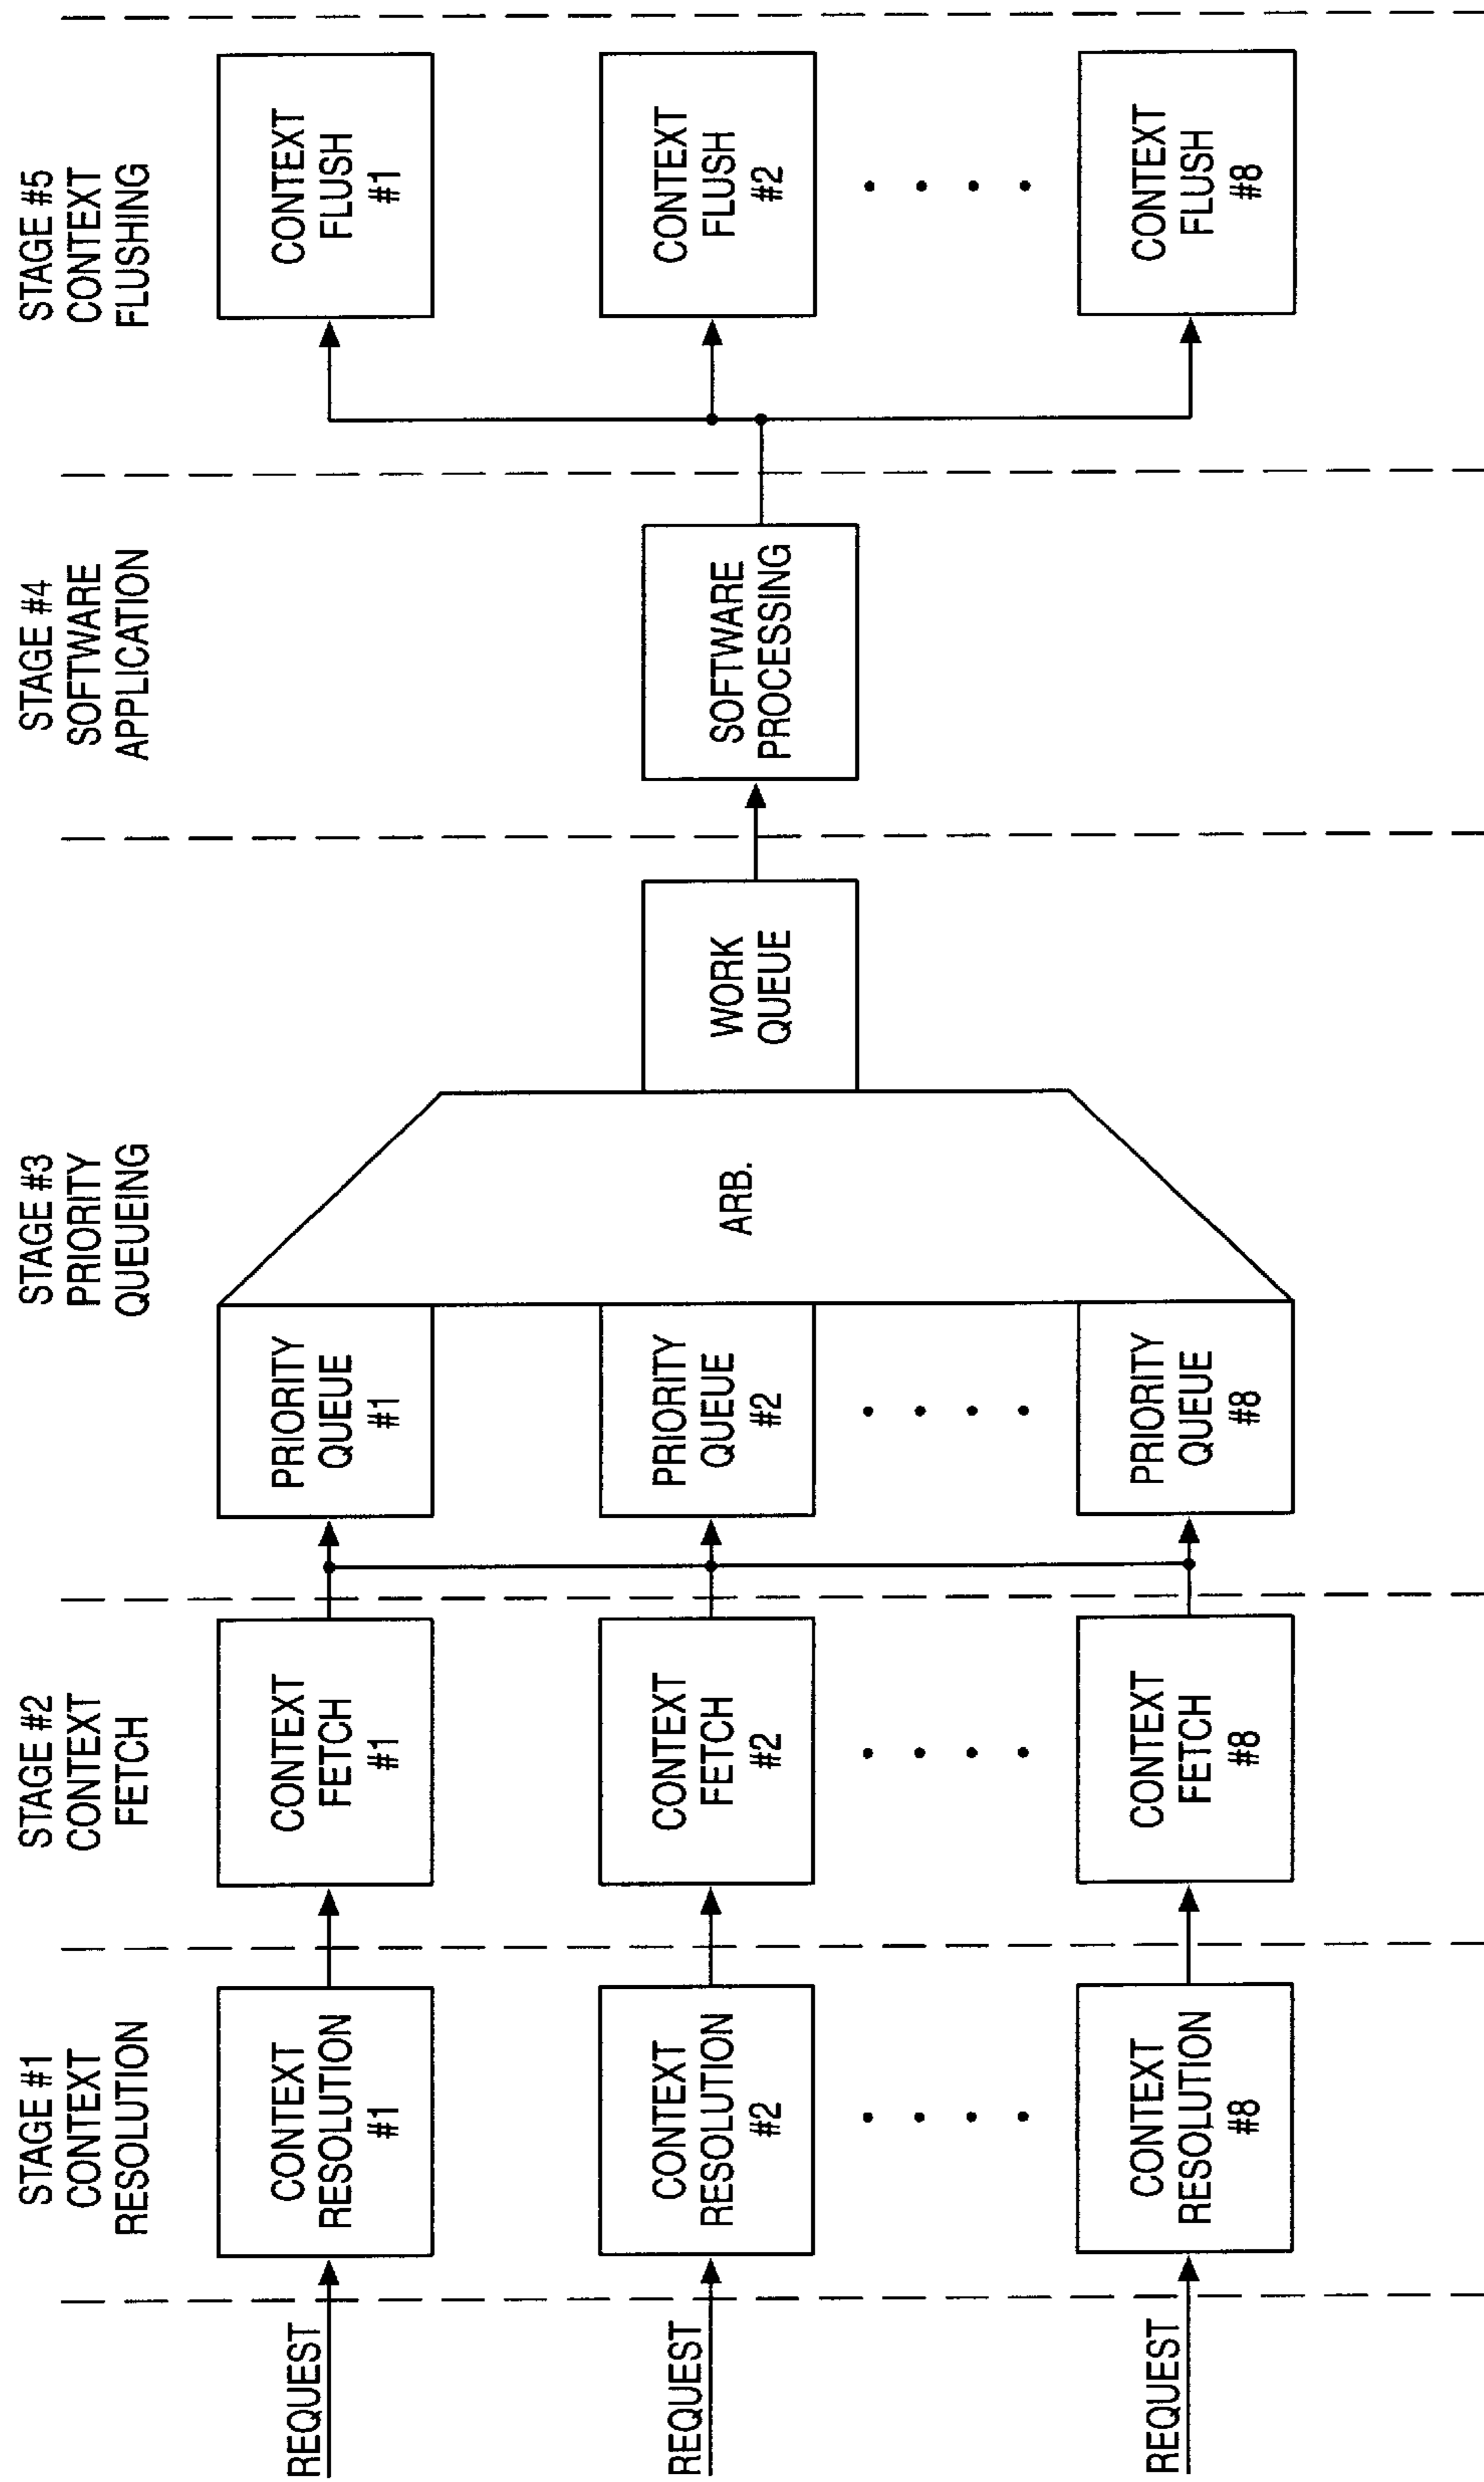 STAGE #1
CONTEXT
RESOLUTION
STAGE #2
CONTEXT
FETCH
STAGE #3
PRIORITY
QUEUEING
STAGE #4
SOFTWARE
APPLICATION
STAGE #5
CONTEXT
FLUSHING
REQUEST
CONTEXT
RESOLUTION
#1
CONTEXT
FETCH
#1
PRIORITY
QUEUE
#1
CONTEXT
FLUSH
#1
REQUEST
CONTEXT
RESOLUTION
#2
CONTEXT
FETCH
#2
PRIORITY
QUEUE
#2
ARB.
WORK
QUEUE
SOFTWARE
PROCESSING
CONTEXT
FLUSH
#2
REQUEST
CONTEXT
RESOLUTION
#8
CONTEXT
FETCH
#8
PRIORITY
QUEUE
#8
CONTEXT
FLUSH
#8